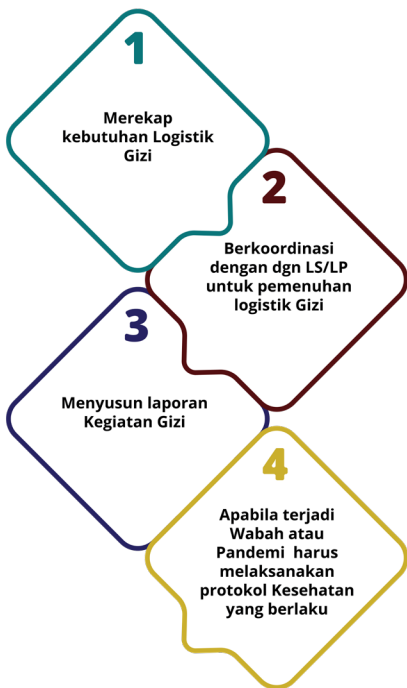 1
Merekap
kebutuhan Logistik
Gizi
2
Berkoordinasi
dengan dgn LS/LP
untuk pemenuhan
logistik Gizi
3
Menyusun laporan
Kegiatan Gizi
4
Apabila terjadi
Wabah atau
Pandemi harus
melaksanakan
protokol Kesehatan
yang berlaku